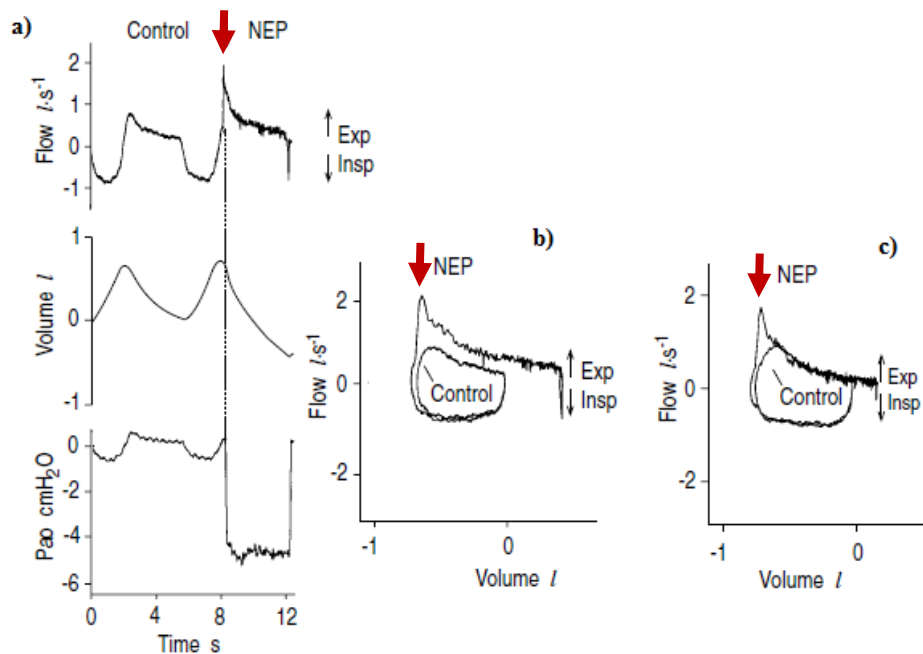 a)
Control NEP
Flow l·s⁻¹
2
1
0
-1
Exp
Insp
Volume l
1
0
-1
Pao cmH₂O
0
-2
-4
-6
0 4 8 12
Time s
b)
NEP
Flow l·s⁻¹
2
0
-2
Control
Exp
Insp
-1 0
Volume l
c)
NEP
Flow l·s⁻¹
2
0
-2
Control
Exp
Insp
-1 0
Volume l